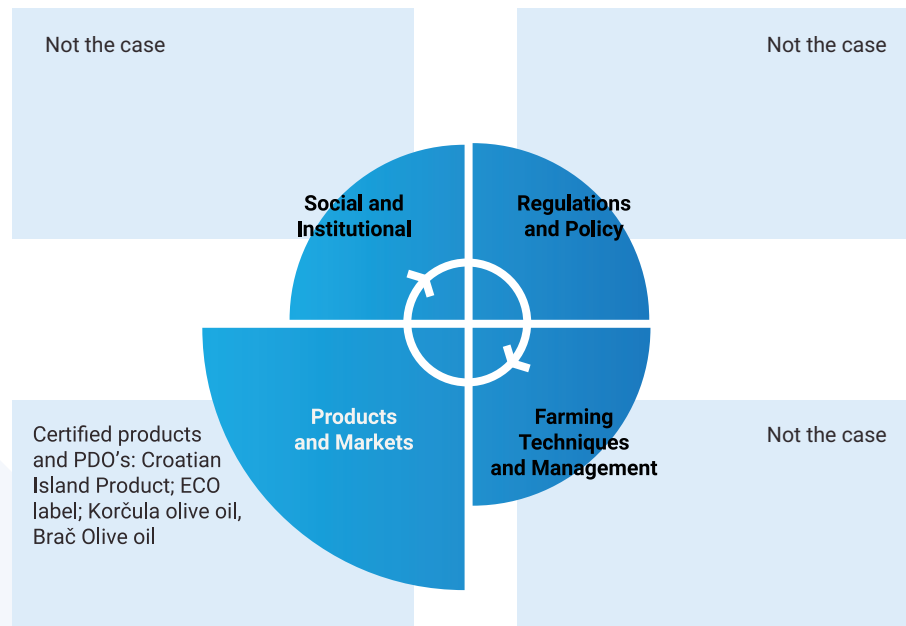 Not the case
Not the case
Social and
Institutional
Regulations
and Policy
Products
and Markets
Farming
Techniques
and Management
Certified products
and PDO's: Croatian
Island Product; ECO
label; Korčula olive oil,
Brač Olive oil
Not the case